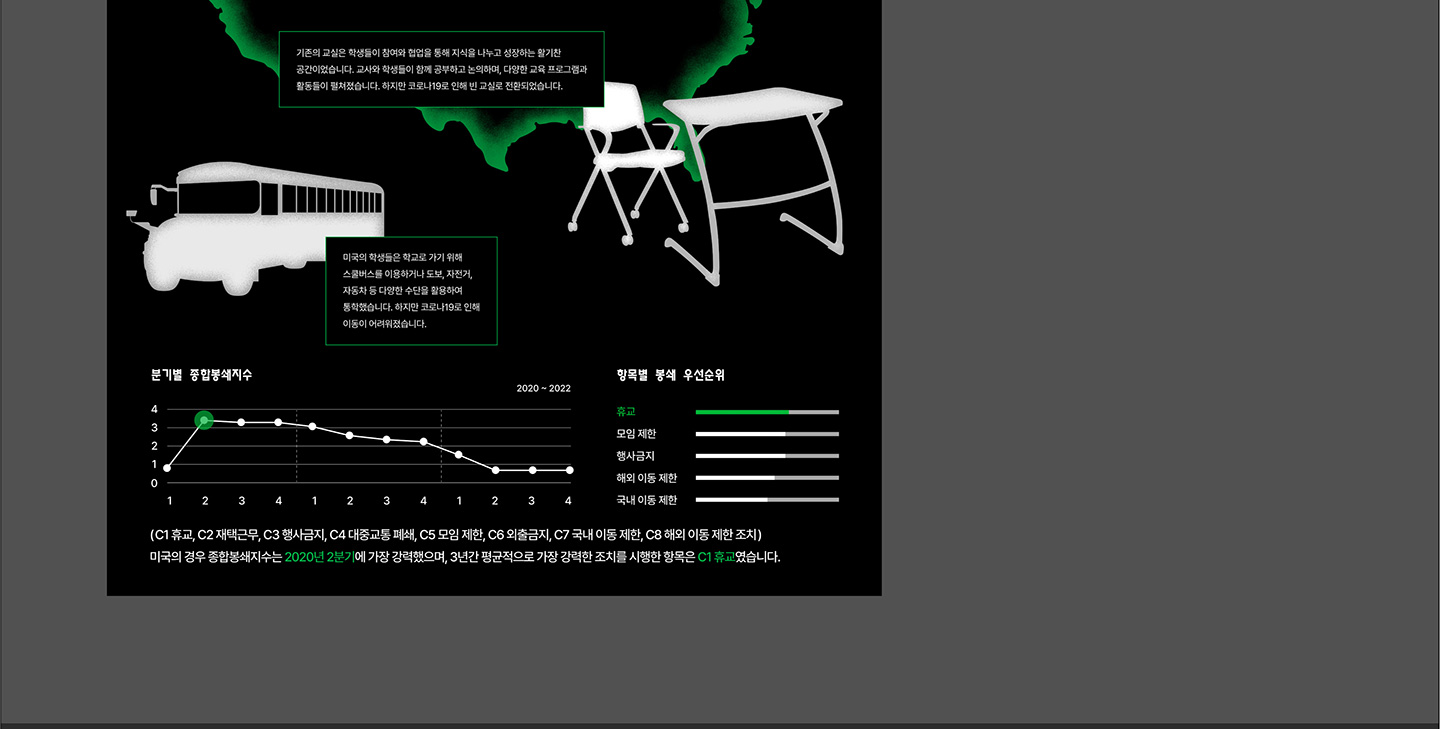 기존의 교실은 학생들이 참여와 협업을 통해 지식을 나누고 성장하는 활기찬
공간이었습니다. 교사와 학생들이 함께 공부하고 논의하며, 다양한 교육 프로그램과
활동들이 펼쳐졌습니다. 하지만 코로나19로 인해 빈 교실로 전환되었습니다.
미국의 학생들은 학교로 가기 위해
스쿨버스를 이용하거나 도보, 자전거,
자동차 등 다양한 수단을 활용하여
통학했습니다. 하지만 코로나19로 인해
이동이 어려워졌습니다.
분기별 종합봉쇄지수
2020 ~ 2022
4
3
2
1
0
1 2 3 4 1 2 3 4 1 2 3 4
항목별 봉쇄 우선순위
휴교
모임 제한
행사금지
해외 이동 제한
국내 이동 제한
(C1 휴교, C2 재택근무, C3 행사금지, C4 대중교통 폐쇄, C5 모임 제한, C6 외출금지, C7 국내 이동 제한, C8 해외 이동 제한 조치)
미국의 경우 종합봉쇄지수는 2020년 2분기에 가장 강력했으며, 3년간 평균적으로 가장 강력한 조치를 시행한 항목은 C1 휴교였습니다.